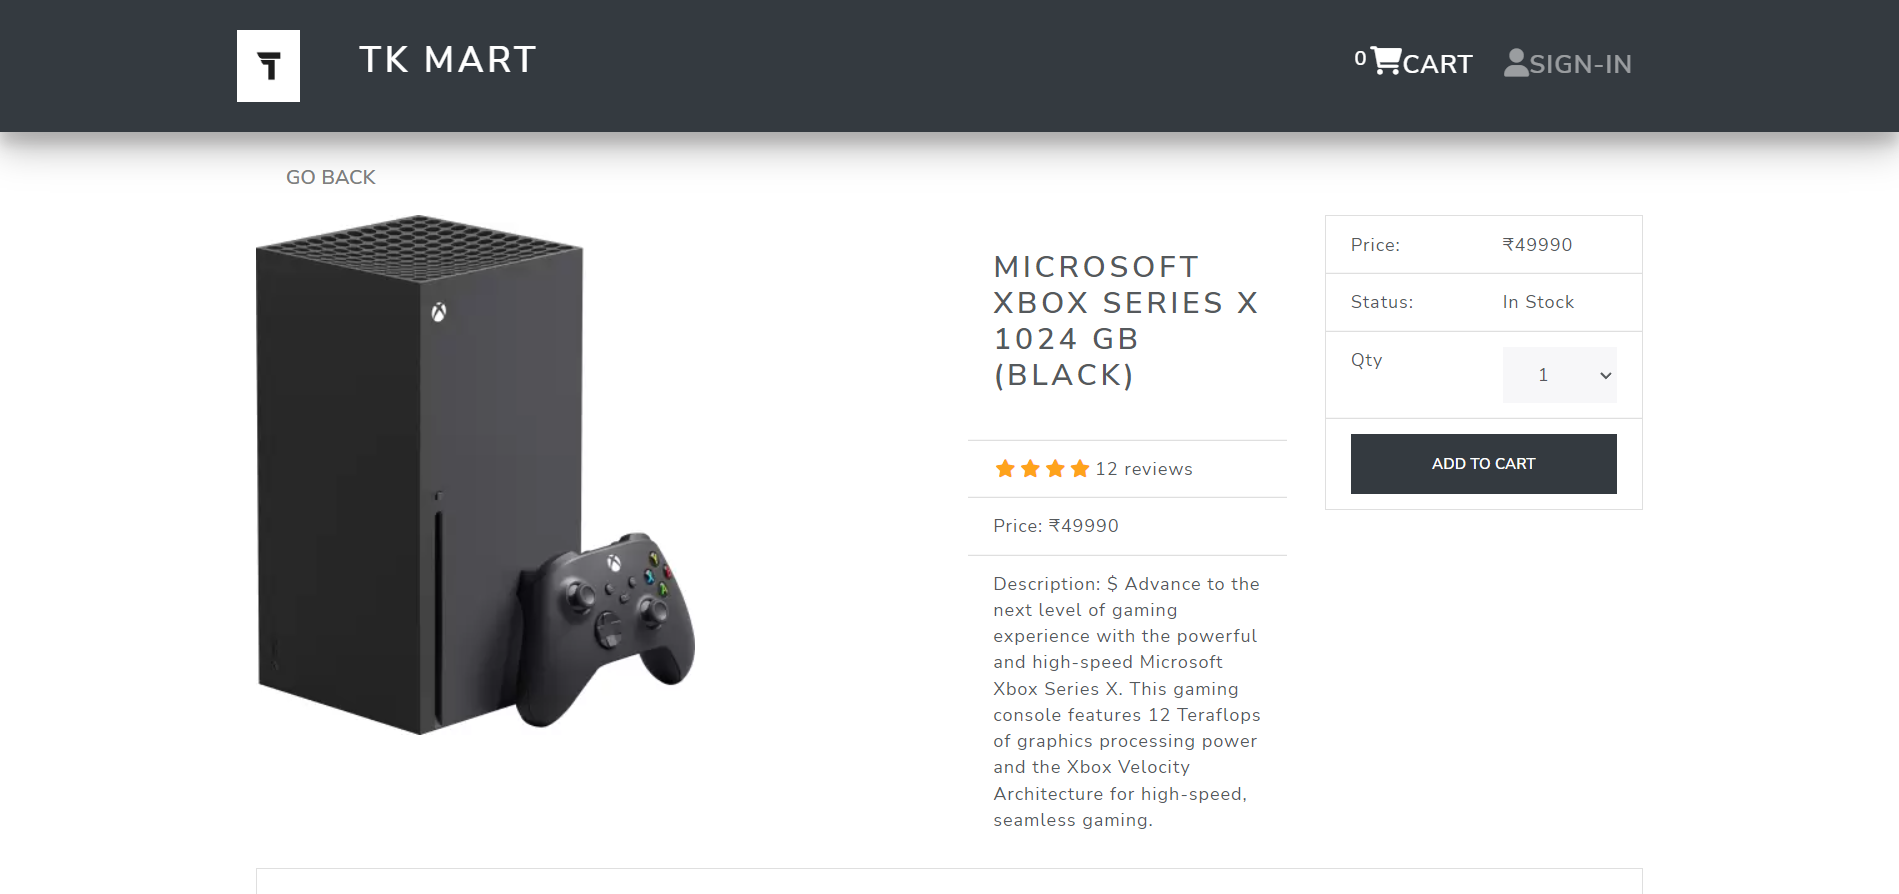 TK MART
0 CART
SIGN-IN
GO BACK
MICROSOFT
XBOX SERIES X
1024 GB
(BLACK)
12 reviews
Price: ₹49990
Description: $ Advance to the
next level of gaming
experience with the powerful
and high-speed Microsoft
Xbox Series X. This gaming
console features 12 Teraflops
of graphics processing power
and the Xbox Velocity
Architecture for high-speed,
seamless gaming.
Price: ₹49990
Status: In Stock
Qty 1
ADD TO CART